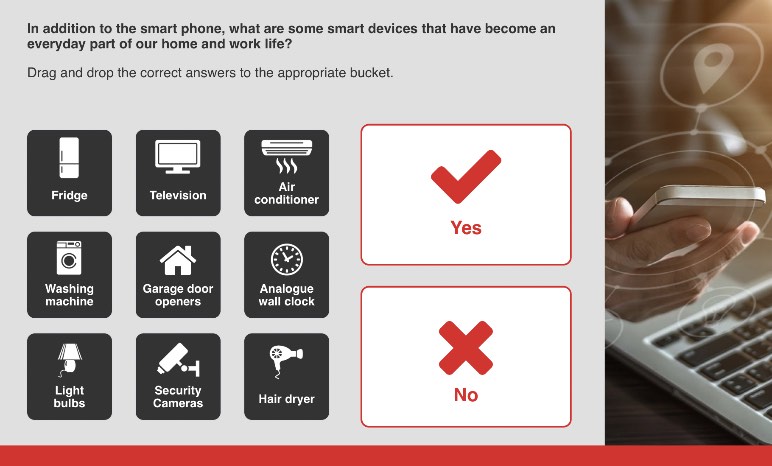 In addition to the smart phone, what are some smart devices that have become an
everyday part of our home and work life?
Drag and drop the correct answers to the appropriate bucket.
Fridge
Television
Air
conditioner
Washing
machine
Garage door
openers
Analogue
wall clock
Light
bulbs
Security
Cameras
Hair dryer
Yes
No